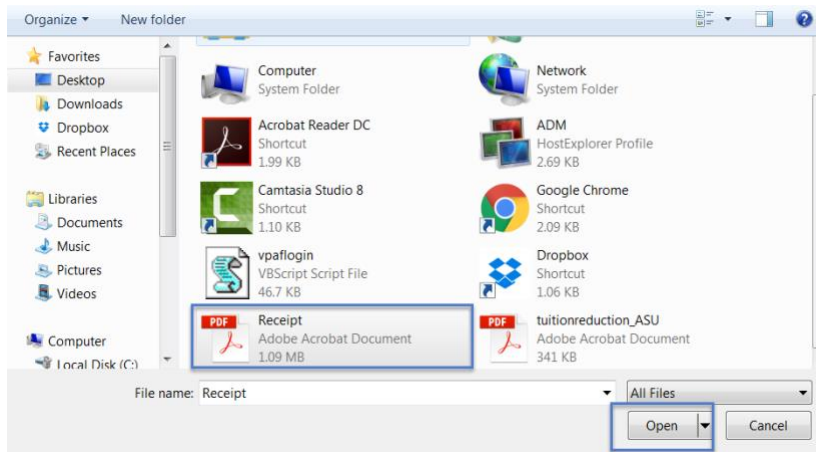 Organize New folder
Favorites
Desktop
Downloads
Dropbox
Recent Places
Libraries
Documents
Music
Pictures
Videos
Computer
Local Disk (C:)
Computer
System Folder
Network
System Folder
Acrobat Reader DC
Shortcut
1.99 KB
ADM
HostExplorer Profile
2.69 KB
Camtasia Studio 8
Shortcut
1.10 KB
Google Chrome
Shortcut
2.09 KB
vpaflogin
VBScript Script File
46.7 KB
Dropbox
Shortcut
1.06 KB
PDF
Receipt
Adobe Acrobat Document
1.09 MB
PDF
tuitionreduction_ASU
Adobe Acrobat Document
341 KB
File name: Receipt
All Files
Open
Cancel